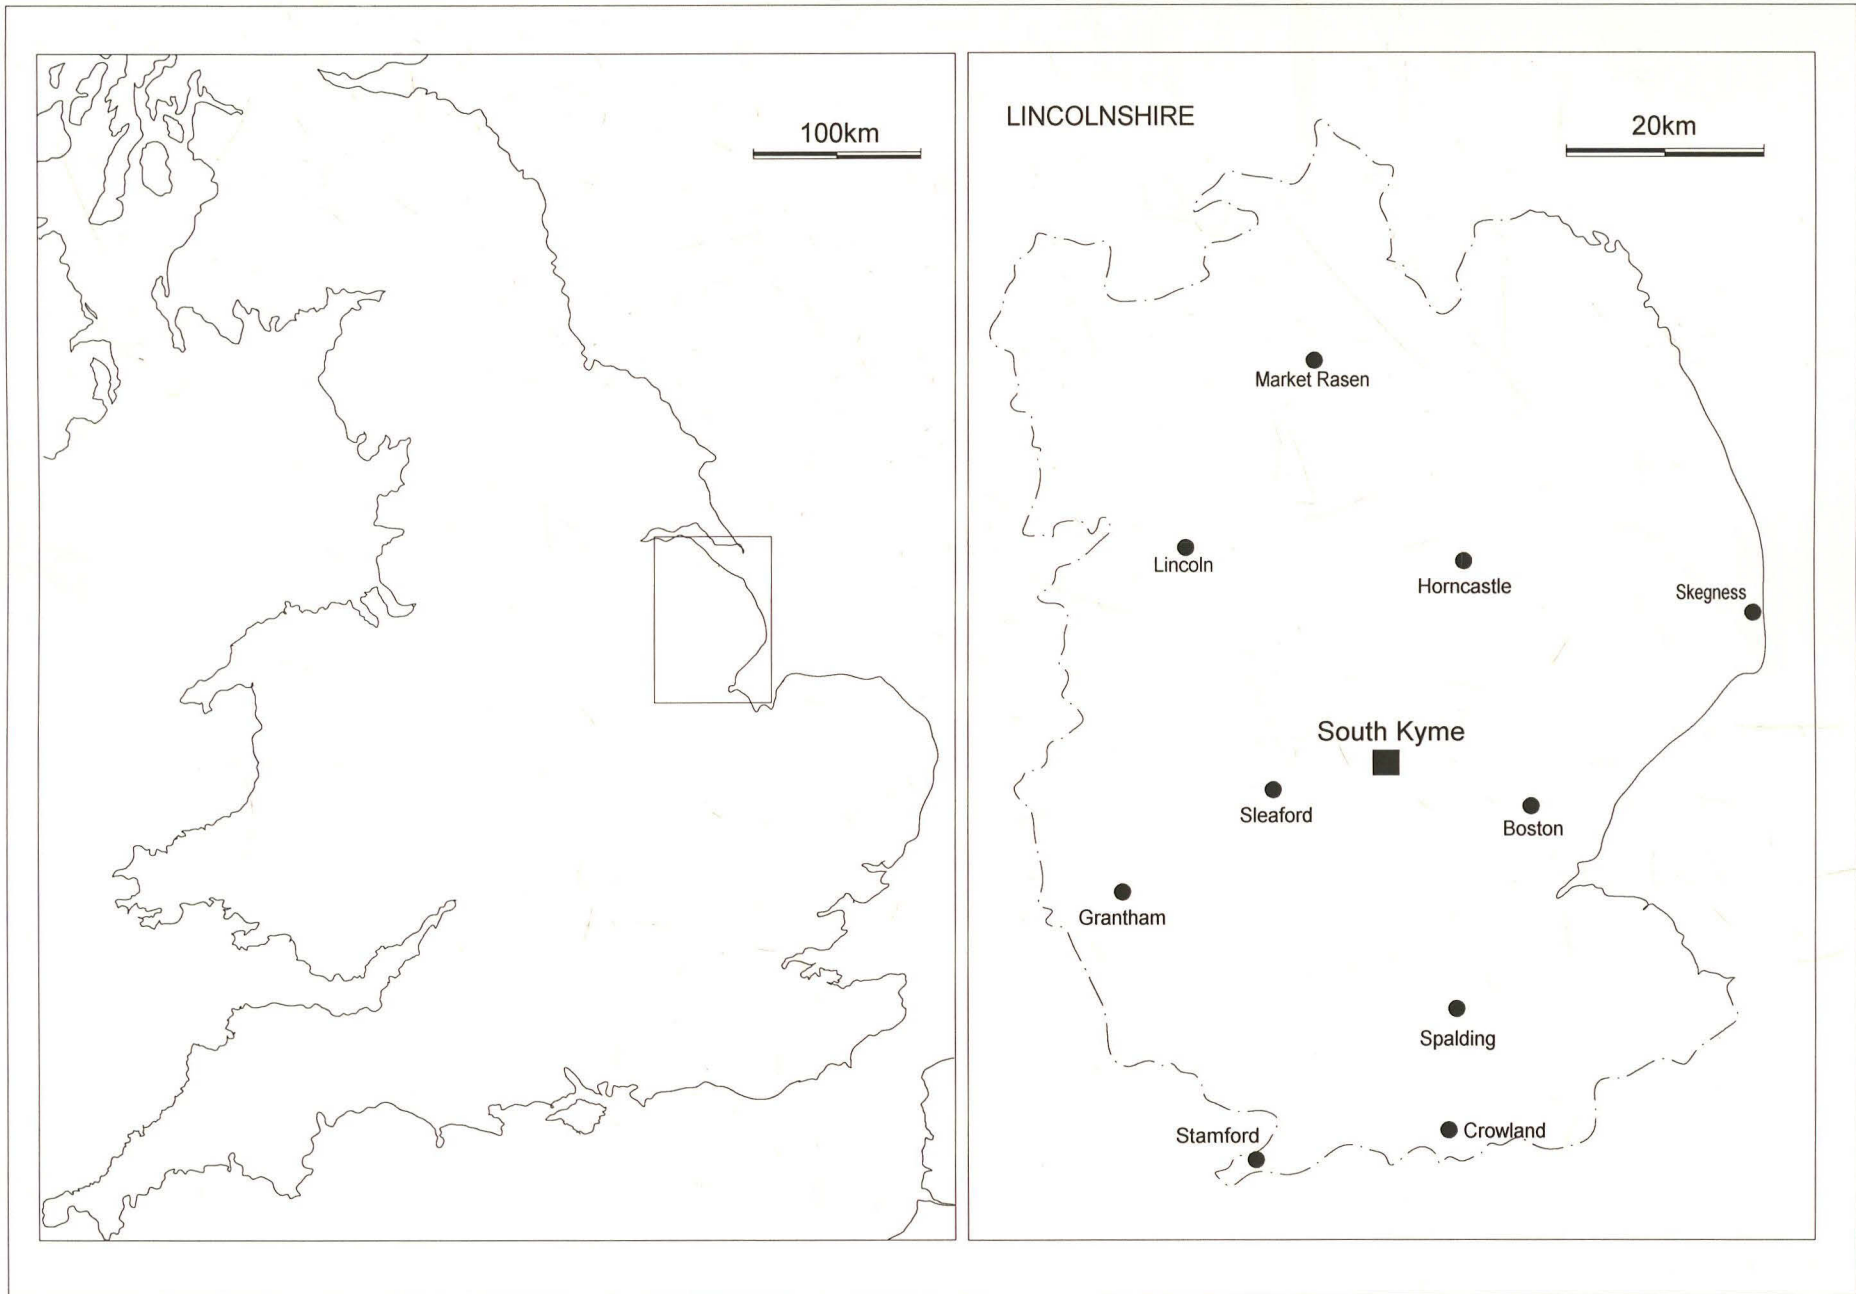 100km
LINCOLNSHIRE
20km
Market Rasen
Lincoln
Horncastle
Skegness
South Kyme
Sleaford
Boston
Grantham
Spalding
Stamford
Crowland